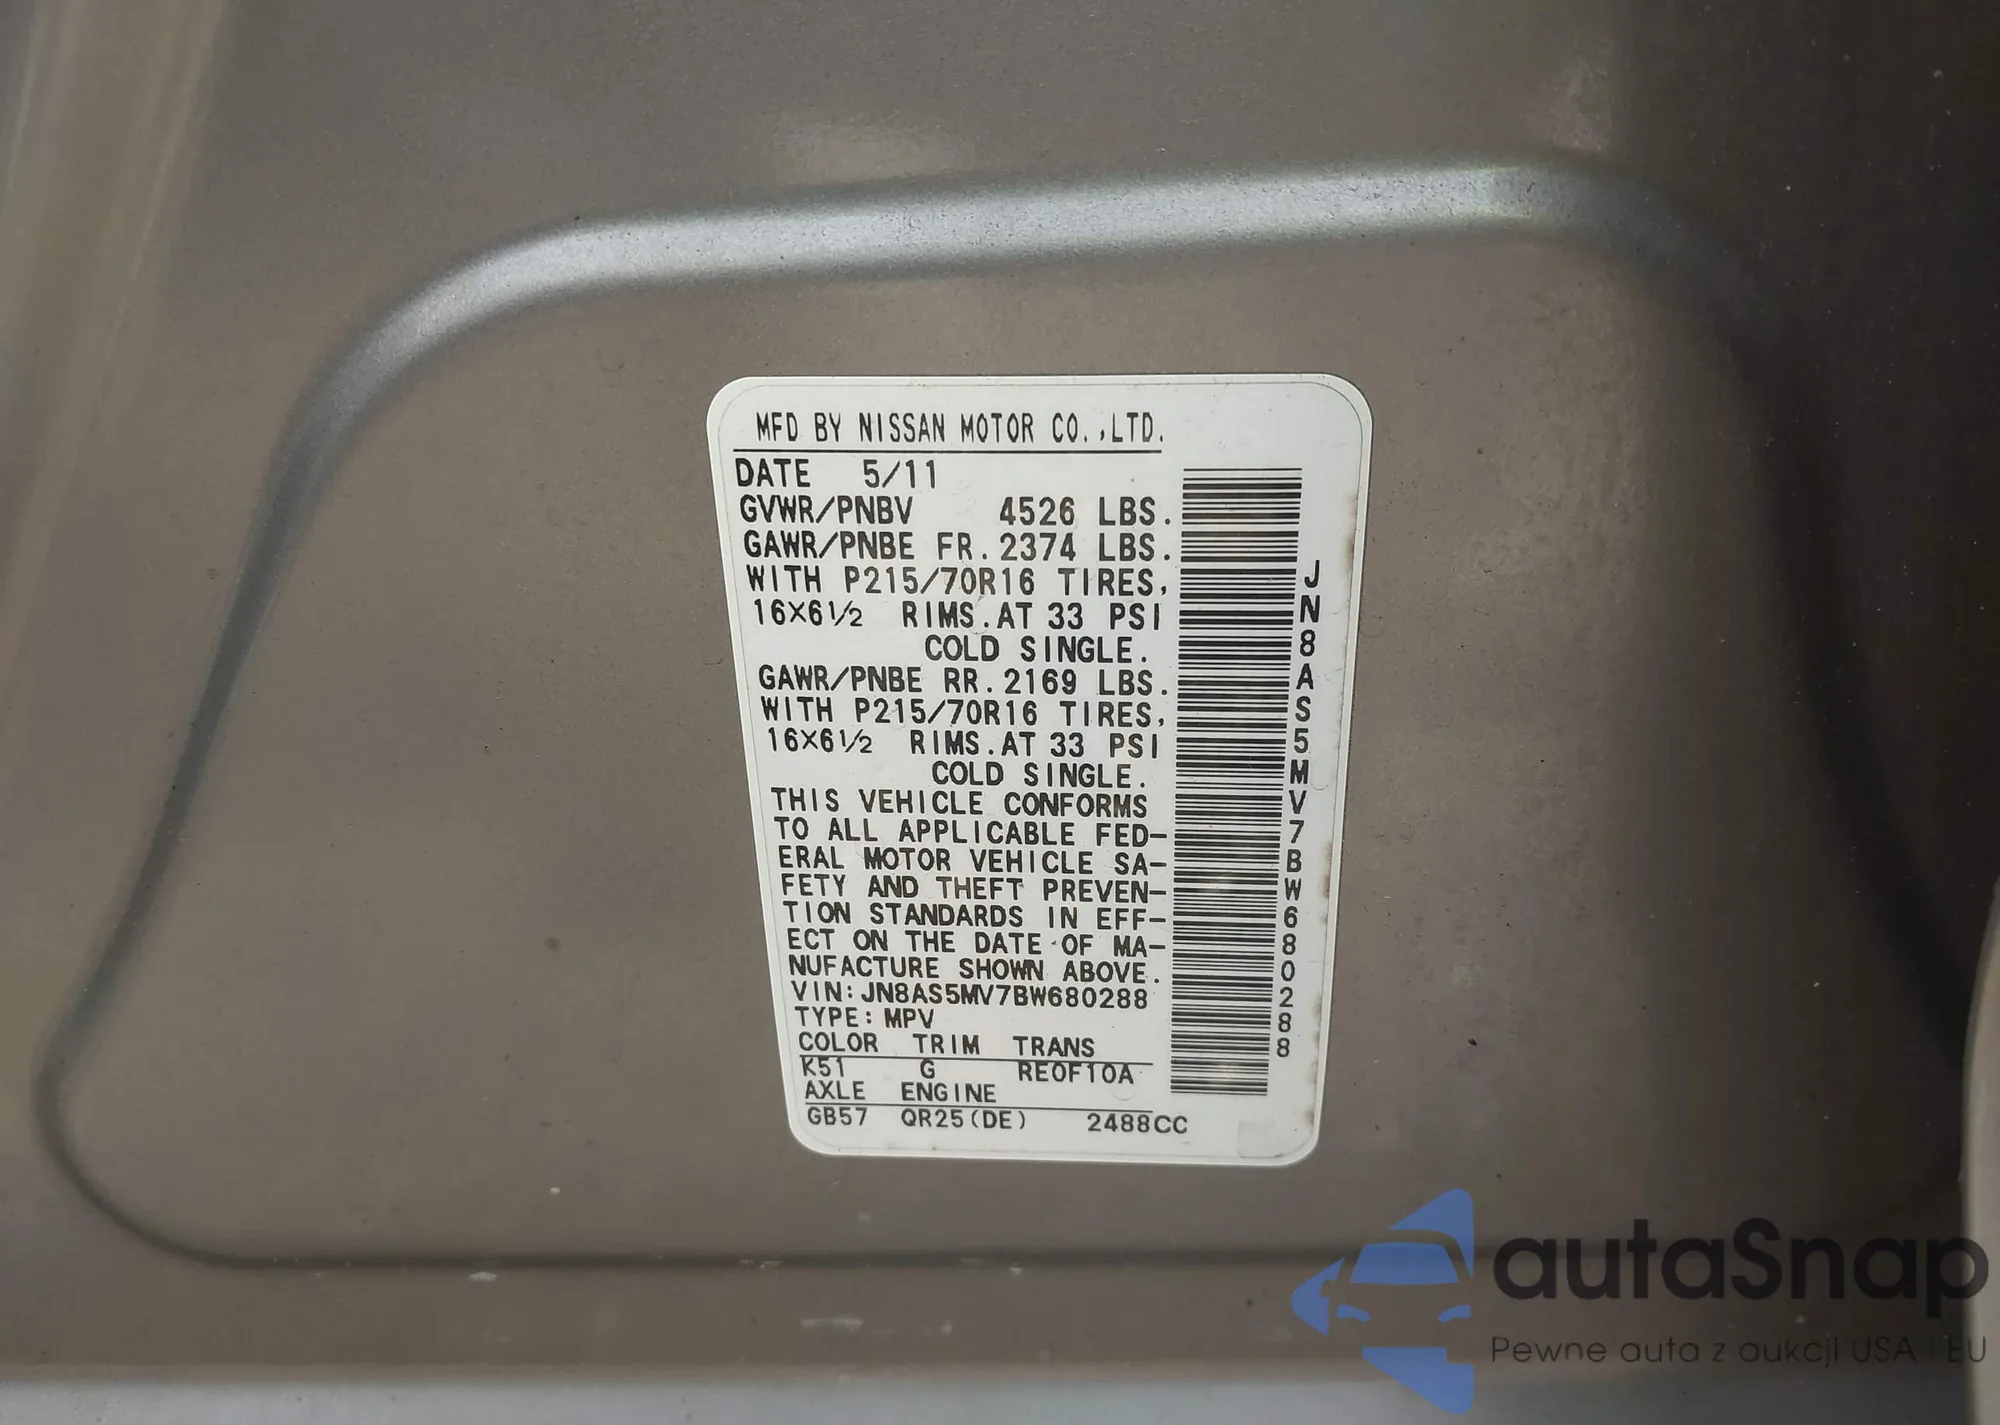 MFD BY NISSAN MOTOR CO.,LTD.
DATE 5/11
GVWR/PNBV 4526 LBS.
GAWR/PNBE FR. 2374 LBS.
WITH P215/70R16 TIRES,
16X6½ RIMS. AT 33 PSI
COLD SINGLE.
GAWR/PNBE RR. 2169 LBS.
WITH P215/70R16 TIRES,
16X6½ RIMS. AT 33 PSI
COLD SINGLE.
THIS VEHICLE CONFORMS
TO ALL APPLICABLE FED-
ERAL MOTOR VEHICLE SA-
FETY AND THEFT PREVEN-
TION STANDARDS IN EFF-
ECT ON THE DATE OF MA-
NUFACTURE SHOWN ABOVE.
VIN: JN8AS5MV7BW680288
TYPE: MPV
COLOR TRIM TRANS
K51 G RE0F10A
AXLE ENGINE
GB57 QR25(DE) 2488CC
JN8AS5MV7BW680288
autaSnap
Pewne auta z aukcji USA i EU